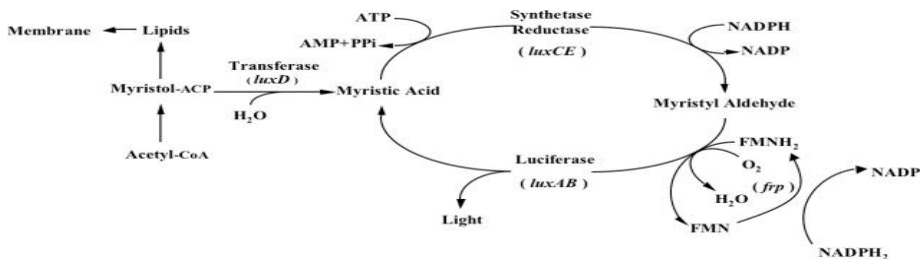 ATP
Synthetase
Reductase
(luxCE)
NADPH
NADP
Membrane
Lipids
AMP+PPi
Transferase
(luxD)
Myristol-ACP
H₂O
Myristic Acid
Myristyl Aldehyde
Acetyl-CoA
Luciferase
(luxAB)
Light
FMNH₂
O₂
H₂O
(frp)
FMN
NADP
NADPH₂